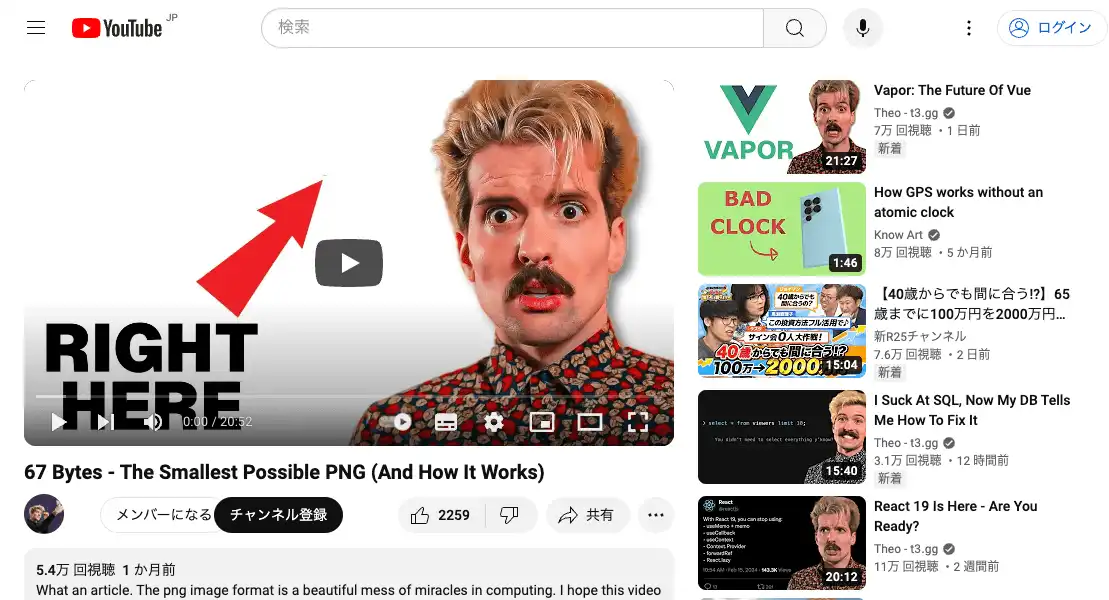 YouTube JP
検索
ログイン
RIGHT
HERE
0:00 / 20:52
67 Bytes - The Smallest Possible PNG (And How It Works)
メンバーになる
チャンネル登録
2259
共有
5.4万 回視聴 1 か月前
What an article. The png image format is a beautiful mess of miracles in computing. I hope this video
VAPOR
21:27
Vapor: The Future Of Vue
Theo - t3.gg
7万 回視聴 ・1 日前
新着
BAD
CLOCK
1:46
How GPS works without an
atomic clock
Know Art
8万 回視聴 ・5 か月前
40歳からでも間に合うの?
この投資方法フル活用で♪
サイン会0人大作戦!
40歳からでも間に合う!?
100万→2000
15:04
【40歳からでも間に合う!?】65
歳までに100万円を2000万円…
新R25チャンネル
7.6万 回視聴 ・2 日前
新着
> select * from viewers limit 10;
You didn't need to select everything y'know?
15:40
I Suck At SQL, Now My DB Tells
Me How To Fix It
Theo - t3.gg
3.1万 回視聴 ・12 時間前
新着
React
@reactjs
With React 19, you can stop using:
- useMemo + memo
- useCallback
- useContext
- Context Provider
- forwardRef
- React.lazy
10:54 AM · Feb 15, 2024 · 143.3K Views
20:12
React 19 Is Here - Are You
Ready?
Theo - t3.gg
11万 回視聴 ・2 週間前